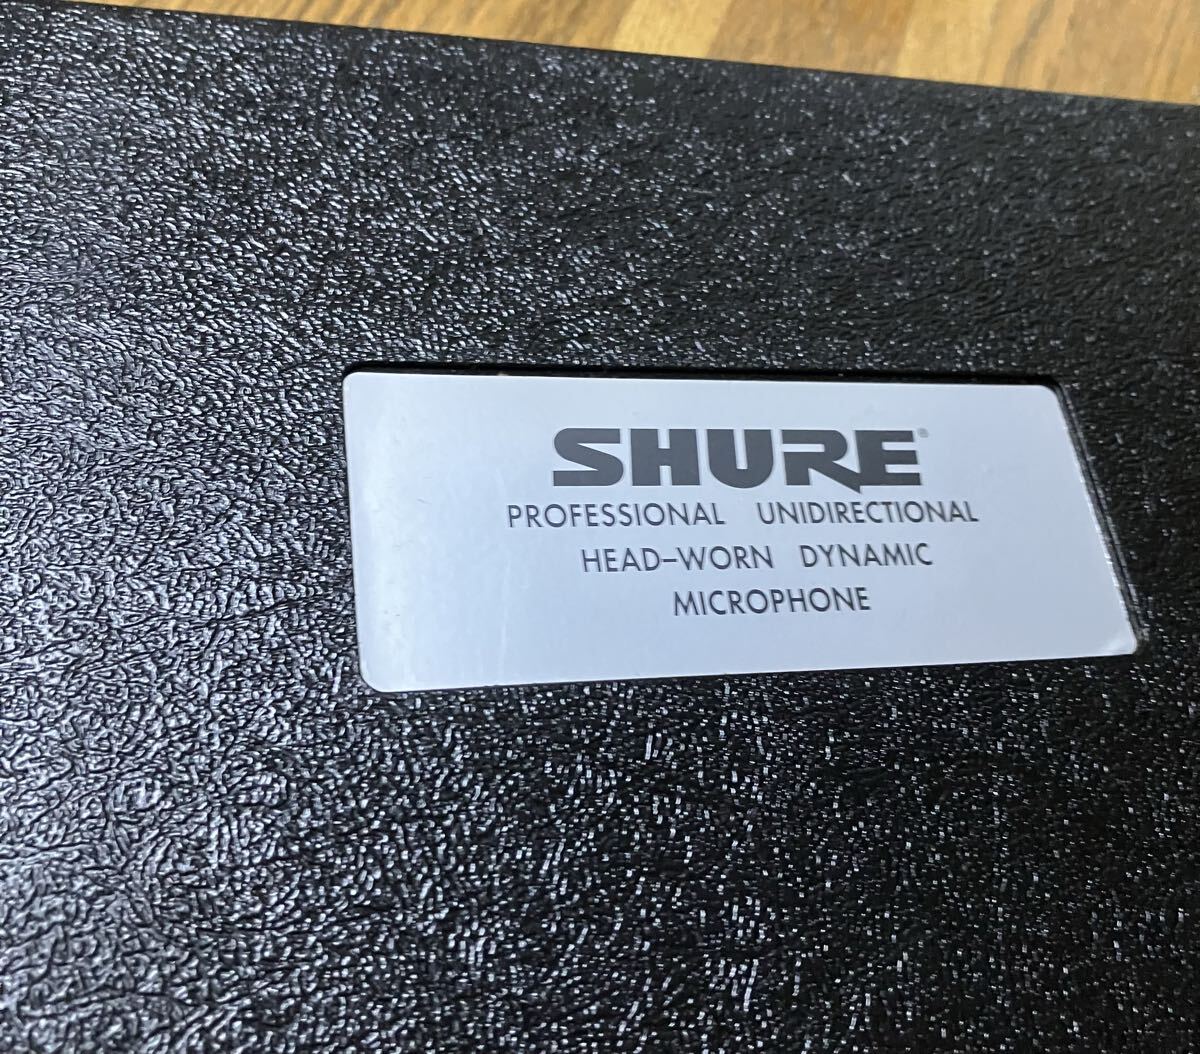 SHURE®
PROFESSIONAL UNIDIRECTIONAL
HEAD-WORN DYNAMIC
MICROPHONE